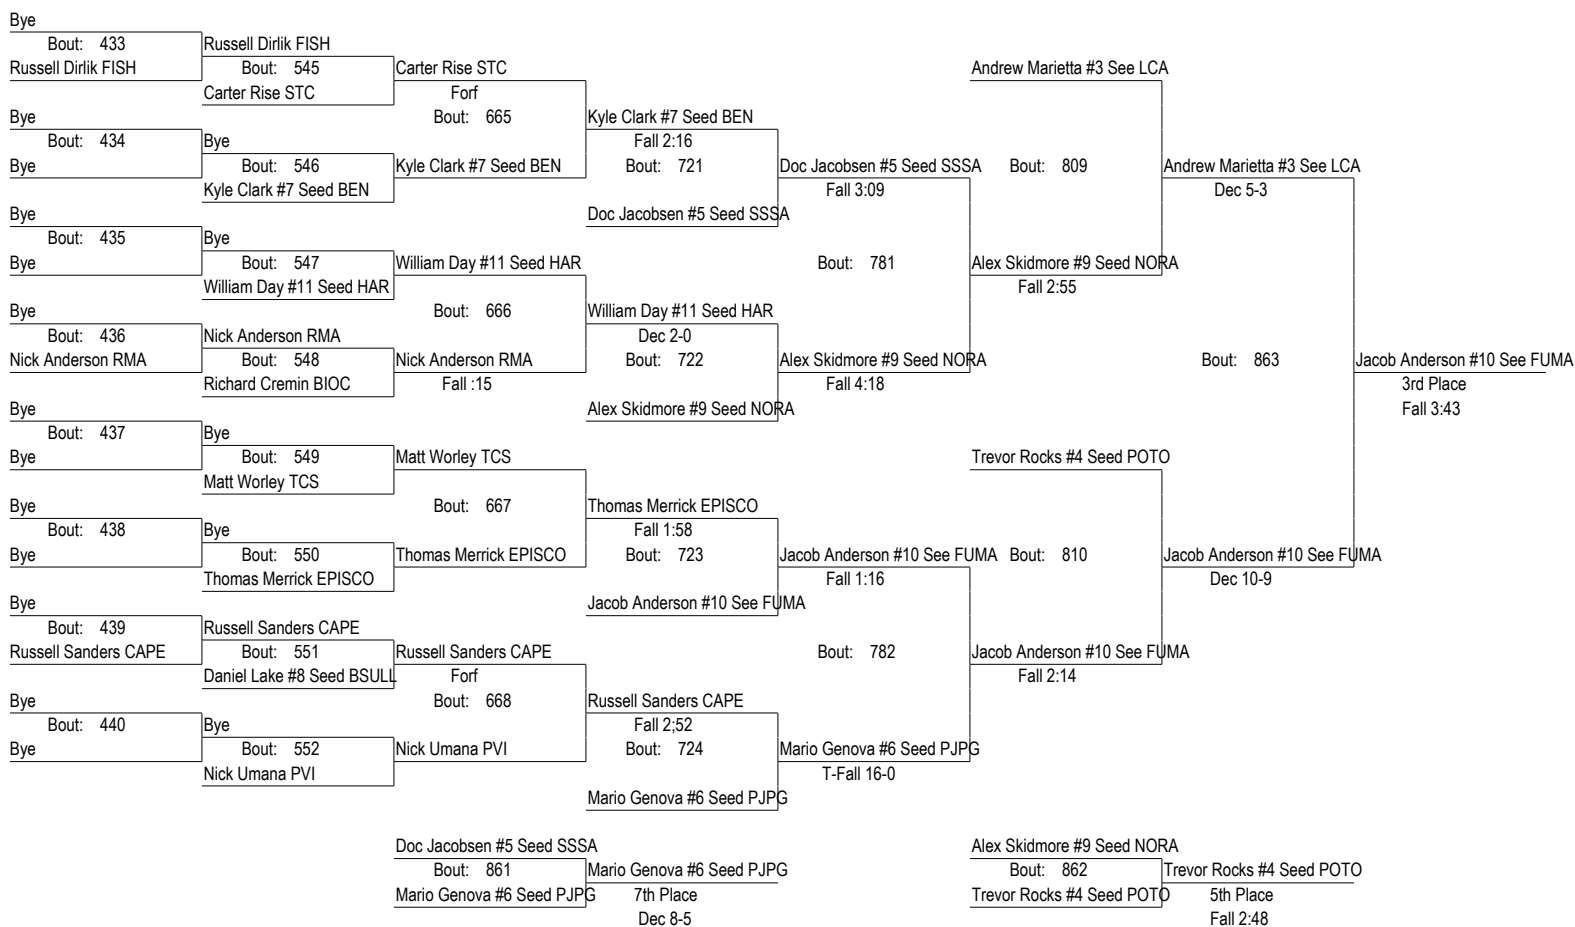 Bye
Bout: 433 Russell Dirlik FISH
Russell Dirlik FISH Bout: 545 Carter Rise STC Andrew Marietta #3 See LCA
Carter Rise STC Forf
Bye Bout: 665 Kyle Clark #7 Seed BEN
Bout: 434 Bye Fall 2:16
Bye Bout: 546 Kyle Clark #7 Seed BEN Bout: 721 Doc Jacobsen #5 Seed SSSA Bout: 809 Andrew Marietta #3 See LCA
Kyle Clark #7 Seed BEN Fall 3:09 Dec 5-3
Bye Doc Jacobsen #5 Seed SSSA
Bout: 435 Bye
Bye Bout: 547 William Day #11 Seed HAR Bout: 781 Alex Skidmore #9 Seed NORA
William Day #11 Seed HAR Fall 2:55
Bye Bout: 666 William Day #11 Seed HAR
Bout: 436 Nick Anderson RMA Dec 2-0
Nick Anderson RMA Bout: 548 Nick Anderson RMA Bout: 722 Alex Skidmore #9 Seed NORA Bout: 863 Jacob Anderson #10 See FUMA
Richard Cremin BIOC Fall :15 Fall 4:18 3rd Place
Bye Alex Skidmore #9 Seed NORA Fall 3:43
Bout: 437 Bye
Bye Bout: 549 Matt Worley TCS Trevor Rocks #4 Seed POTO
Matt Worley TCS
Bye Bout: 667 Thomas Merrick EPISCO
Bout: 438 Bye Fall 1:58
Bye Bout: 550 Thomas Merrick EPISCO Bout: 723 Jacob Anderson #10 See FUMA Bout: 810 Jacob Anderson #10 See FUMA
Thomas Merrick EPISCO Fall 1:16 Dec 10-9
Bye Jacob Anderson #10 See FUMA
Bout: 439 Russell Sanders CAPE
Russell Sanders CAPE Bout: 551 Russell Sanders CAPE Bout: 782 Jacob Anderson #10 See FUMA
Daniel Lake #8 Seed BSULL Forf Fall 2:14
Bye Bout: 668 Russell Sanders CAPE
Bout: 440 Bye Fall 2;52
Bye Bout: 552 Nick Umana PVI Bout: 724 Mario Genova #6 Seed PJPG
Nick Umana PVI T-Fall 16-0
Mario Genova #6 Seed PJPG
Doc Jacobsen #5 Seed SSSA Alex Skidmore #9 Seed NORA
Bout: 861 Mario Genova #6 Seed PJPG Bout: 862 Trevor Rocks #4 Seed POTO
Mario Genova #6 Seed PJPG 7th Place Trevor Rocks #4 Seed POTO 5th Place
Dec 8-5 Fall 2:48